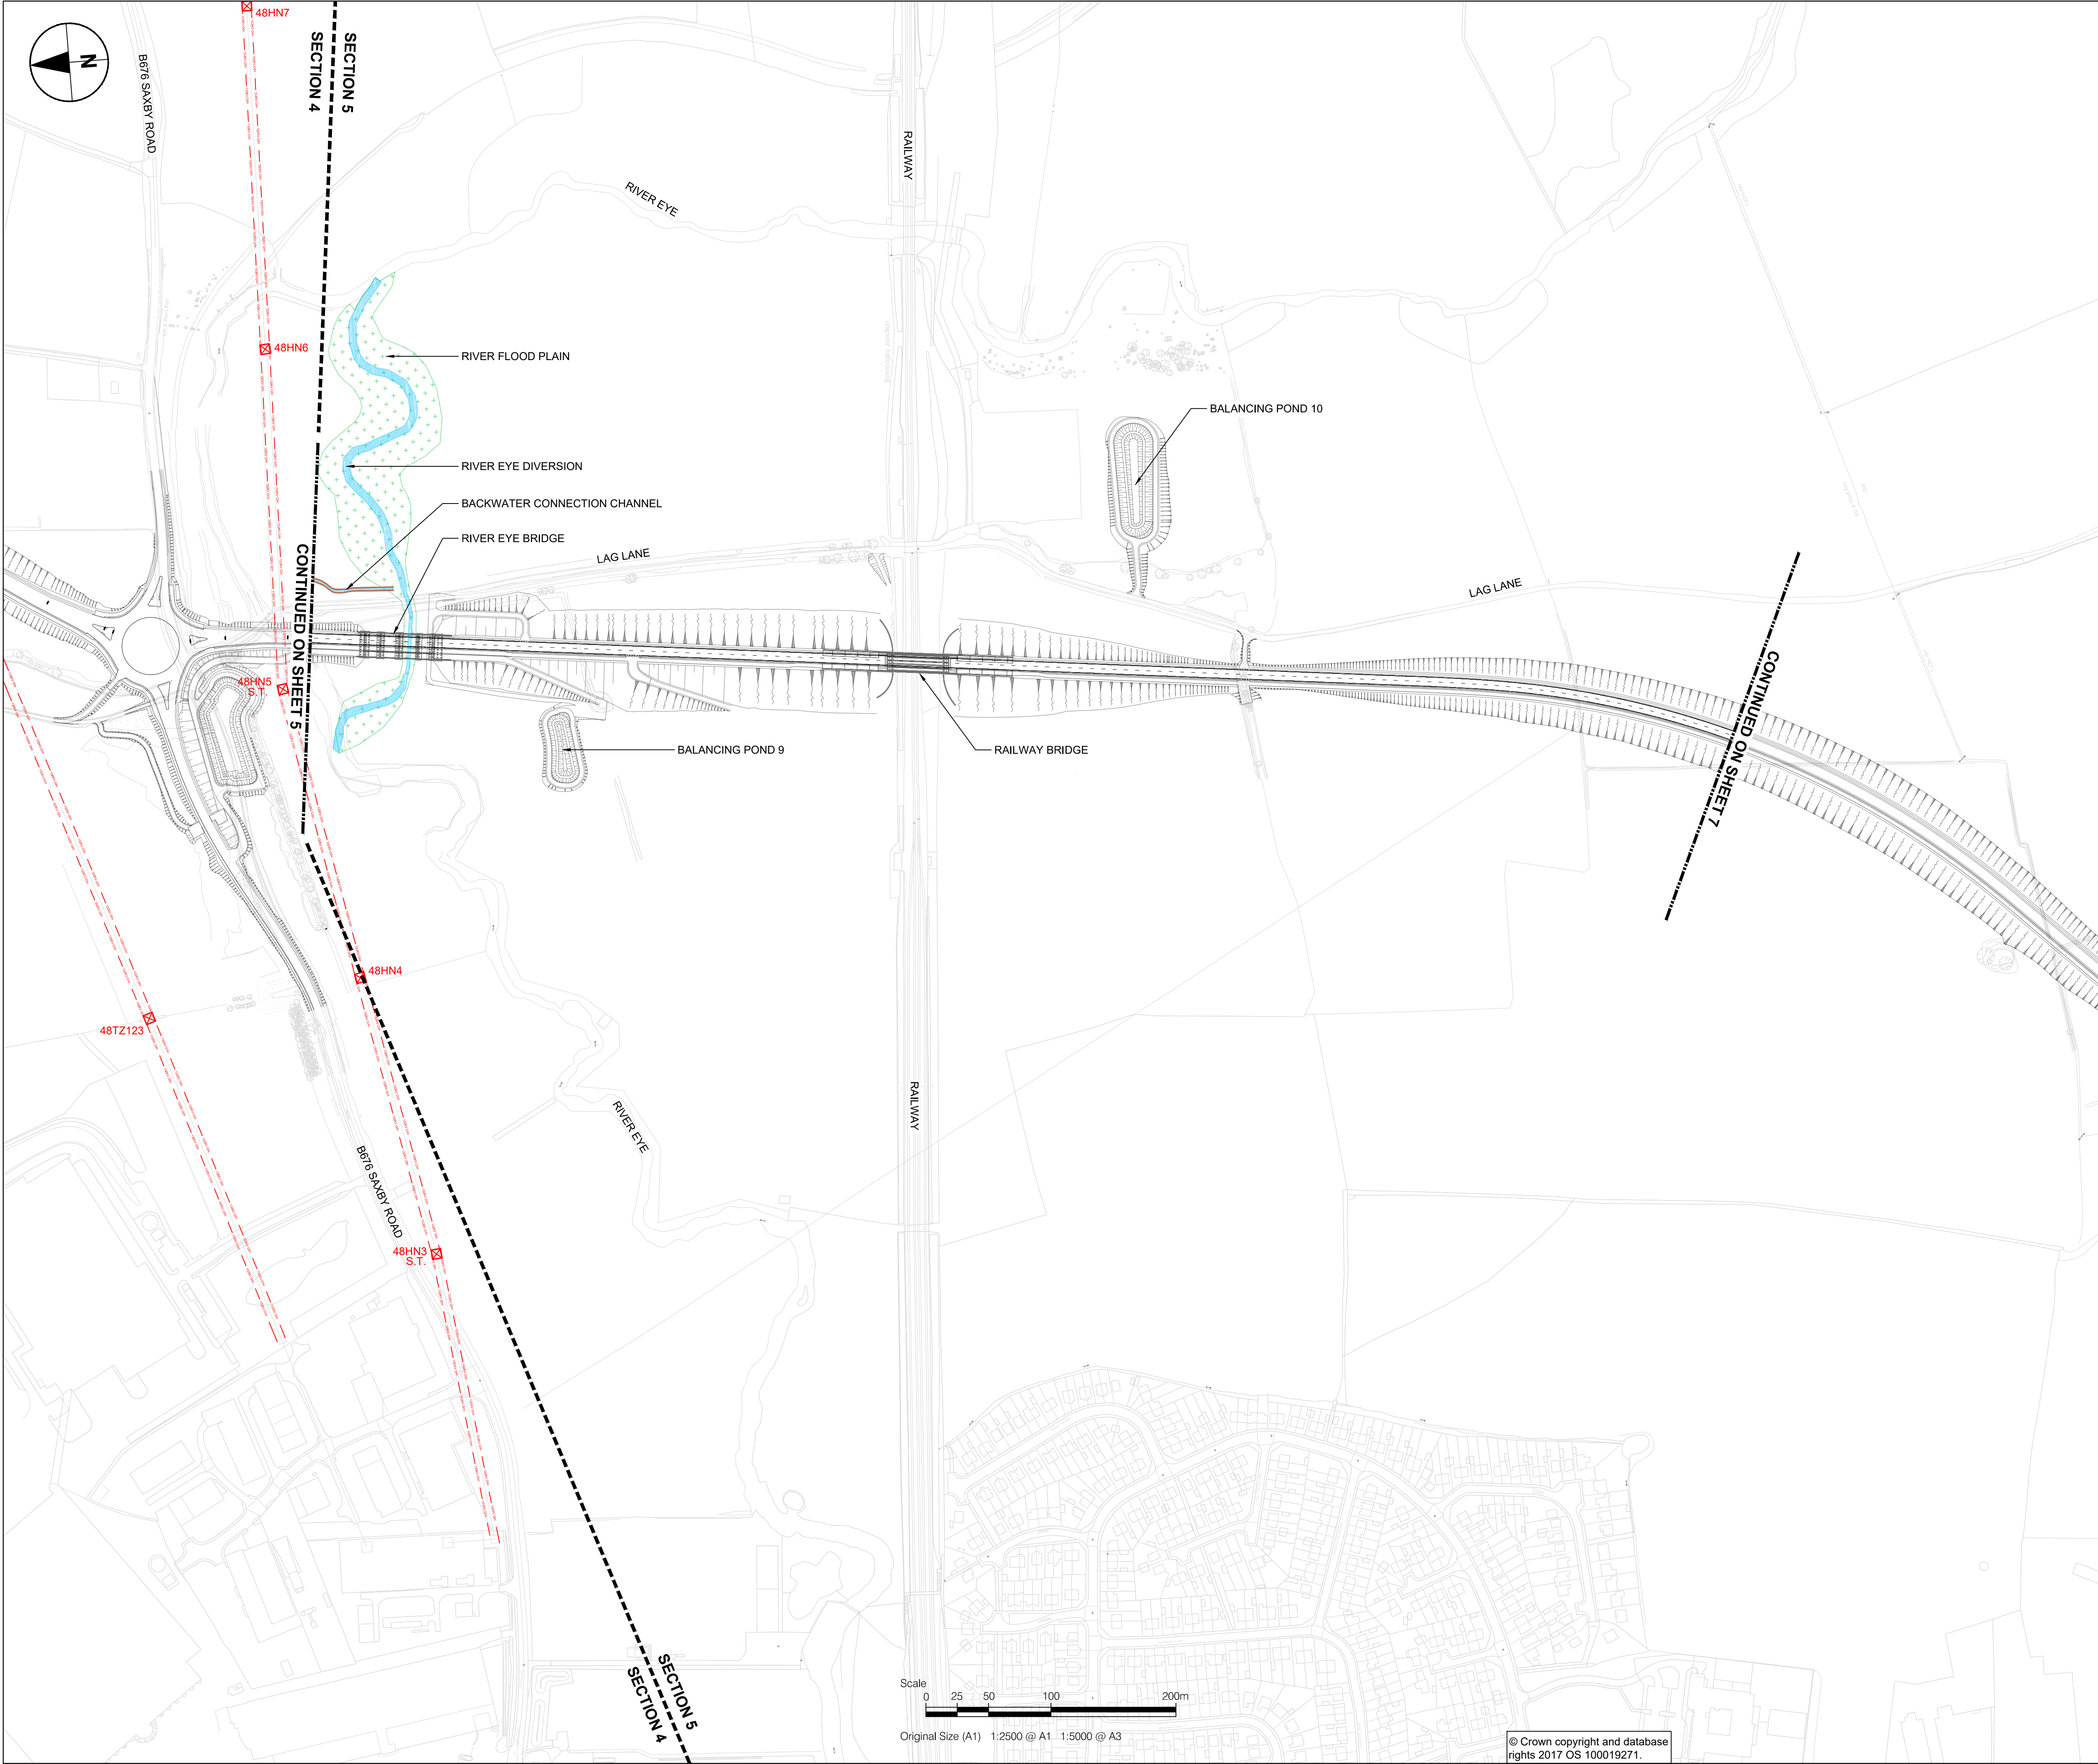 48HN7
N
B676 SAXBY ROAD
SECTION 4
SECTION 5
RIVER EYE
RAILWAY
48HN6
RIVER FLOOD PLAIN
BALANCING POND 10
RIVER EYE DIVERSION
BACKWATER CONNECTION CHANNEL
RIVER EYE BRIDGE
LAG LANE
LAG LANE
CONTINUED ON SHEET 5
48HN5
S.T.
BALANCING POND 9
RAILWAY BRIDGE
CONTINUED ON SHEET 7
48HN4
48TZ123
RIVER EYE
RAILWAY
B676 SAXBY ROAD
48HN3
S.T.
SECTION 5
SECTION 4
Scale
0 25 50 100 200m
Original Size (A1) 1:2500 @ A1 1:5000 @ A3
© Crown copyright and database
rights 2017 OS 100019271.